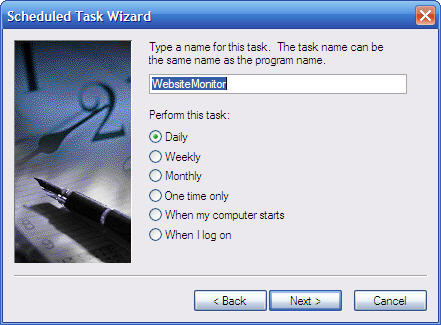 Scheduled Task Wizard
Type a name for this task. The task name can be
the same name as the program name.
WebsiteMonitor
Perfom this task:
Daily
Weekly
Monthly
One time only
When my computer starts
When I log on
< Back
Next >
Cancel